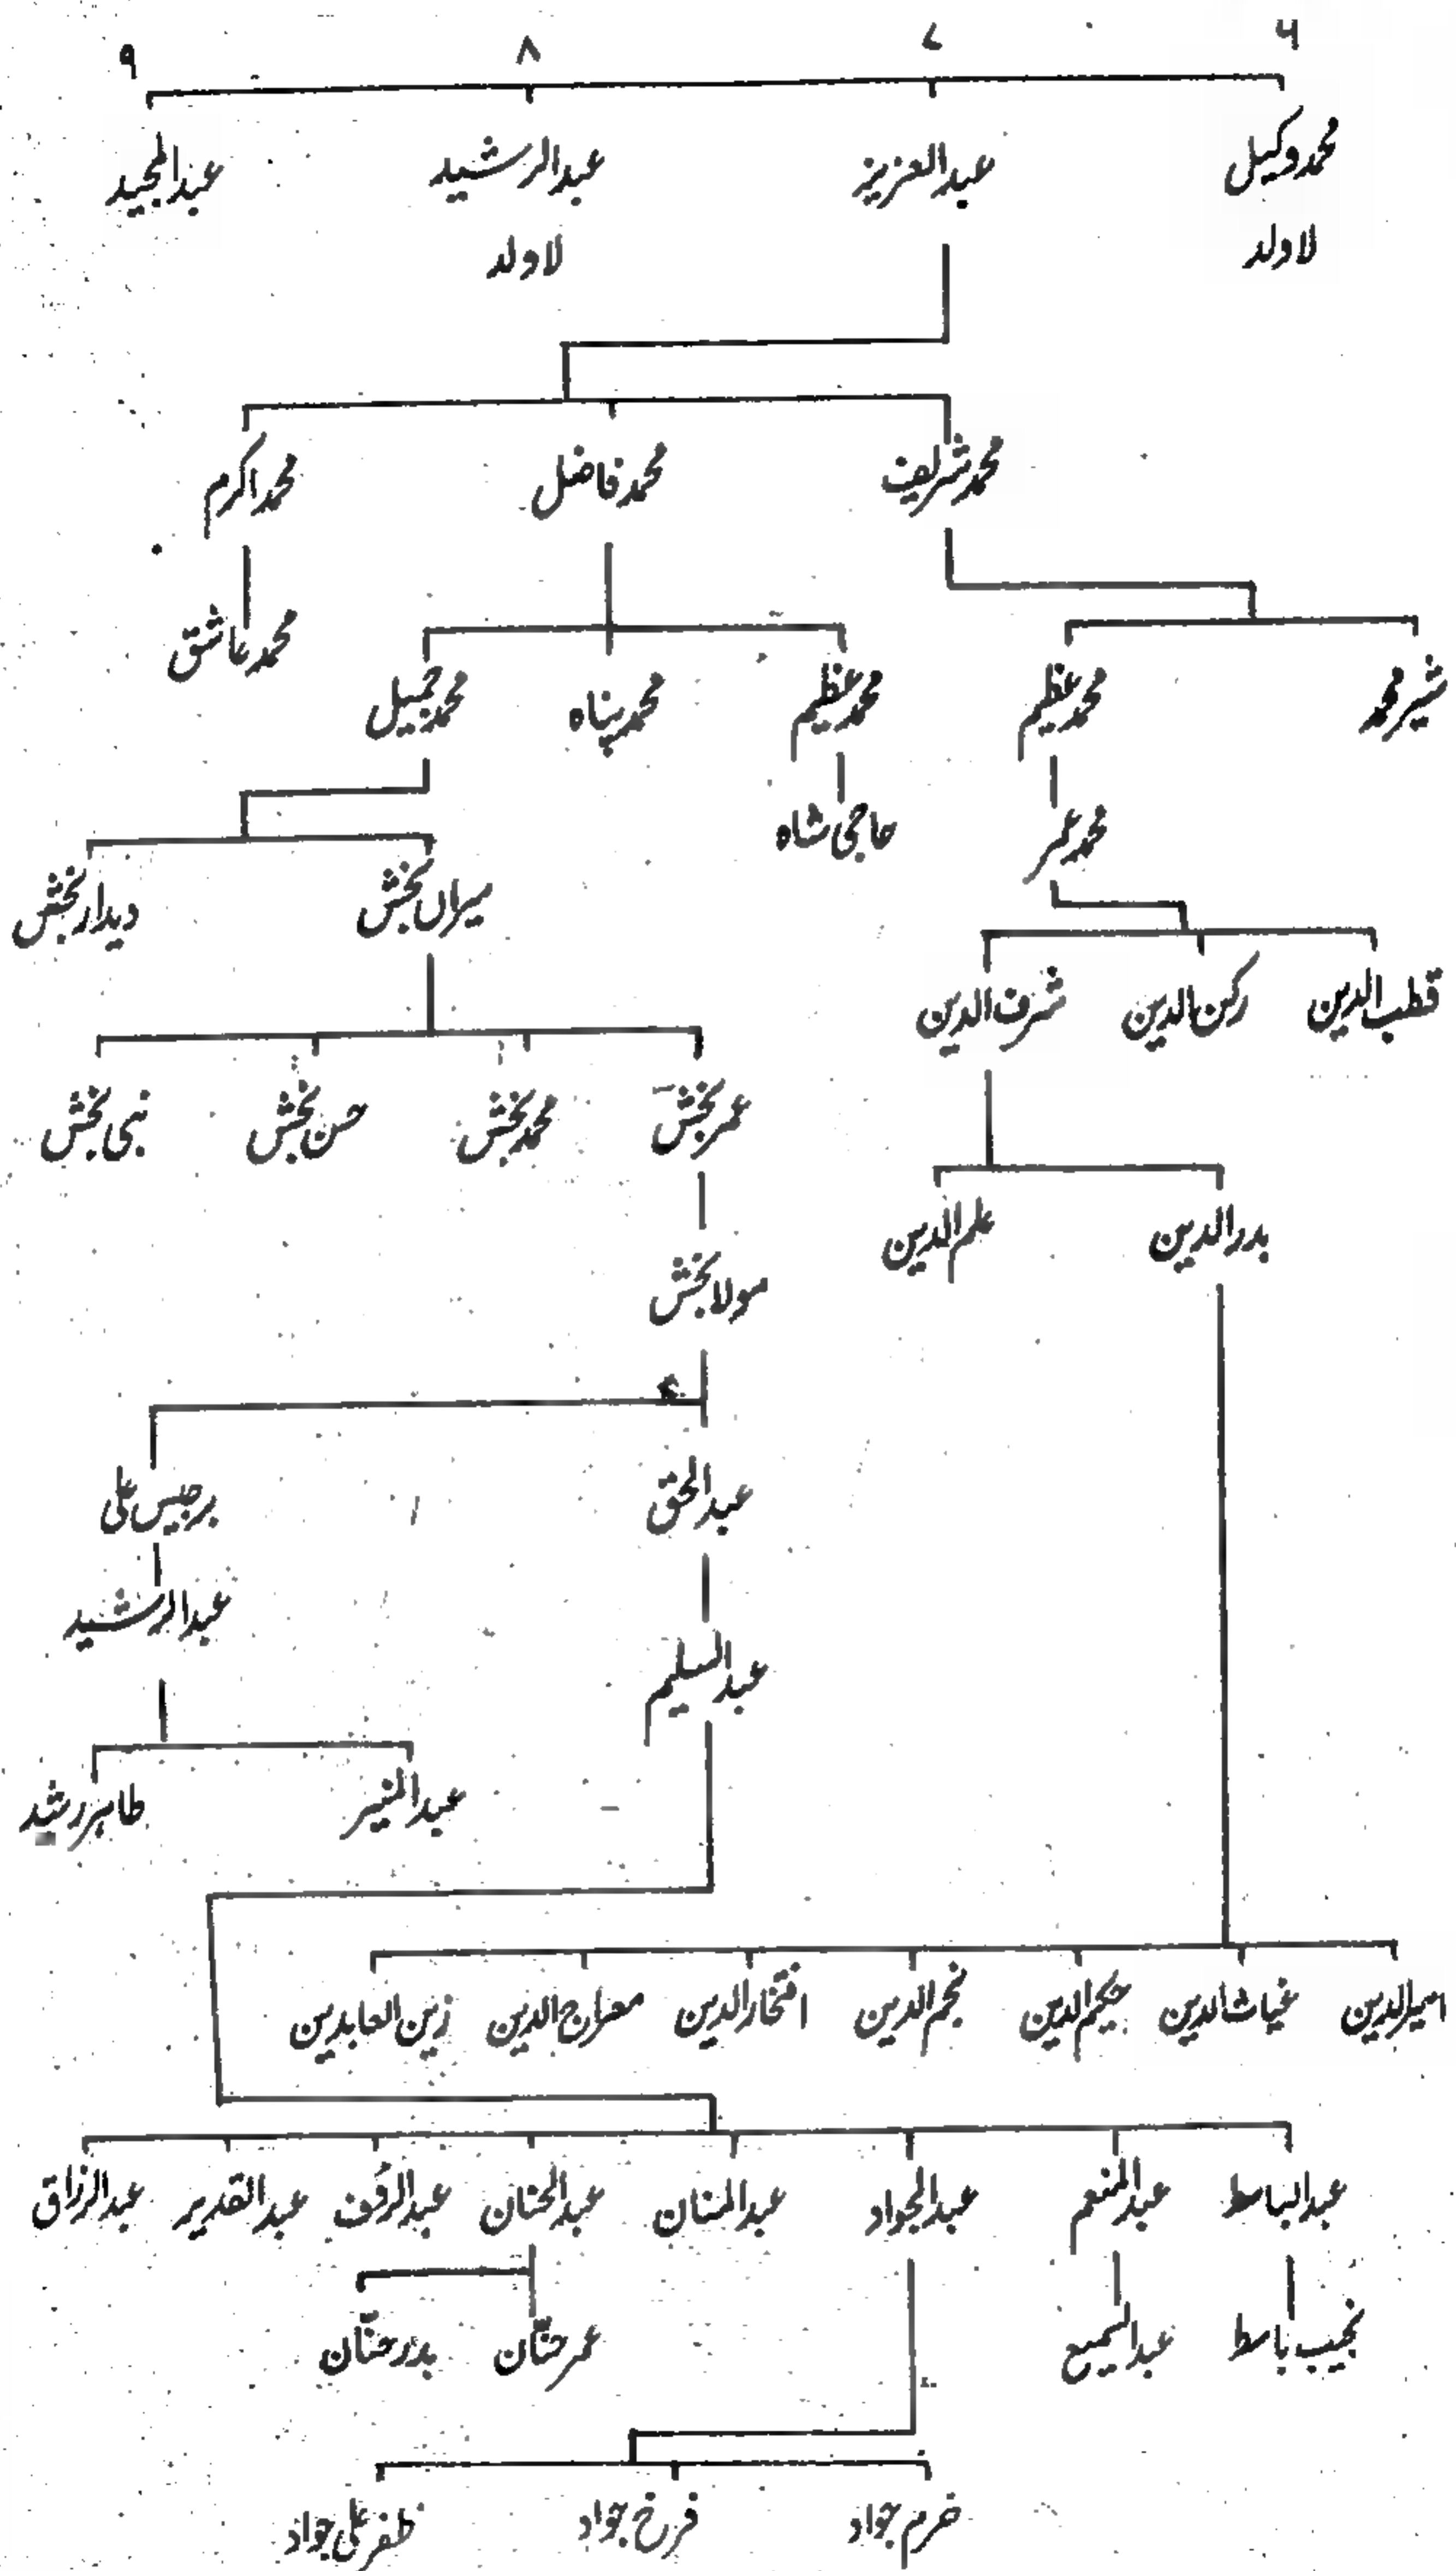 ۶ ۷ ۸ ۹
محمد وکیل عبدالعزیز عبدالرشید عبدالمجید
لاولد لاولد
محمد شریف محمد فاضل محمد اکرم
محمد عاشق
شیر محمد محمد عظیم محمد عظیم محمد پناہ محمد جمیل
محمد عمر حاجی شاہ
میراں بخش دیدار بخش
قطب الدین رکن الدین شرف الدین
عمر بخش محمد بخش حسن بخش نبی بخش
بدرالدین علم الدین
مولا بخش
عبدالحق برجیس علی
عبدالرشید
عبدالسلیم
عبدالمنیر طاہر رشید
امیرالدین غیاث الدین حکیم الدین نجم الدین افتخار الدین معراج الدین زین العابدین
عبدالباسط عبدالمنعم عبدالجواد عبدالمنان عبدالحنان عبدالرؤف عبدالقدیر عبدالرزاق
نجیب باسط عبدالسمیع عمر حنّان بدر حنّان
خرم جواد فرخ جواد ظفر علی جواد